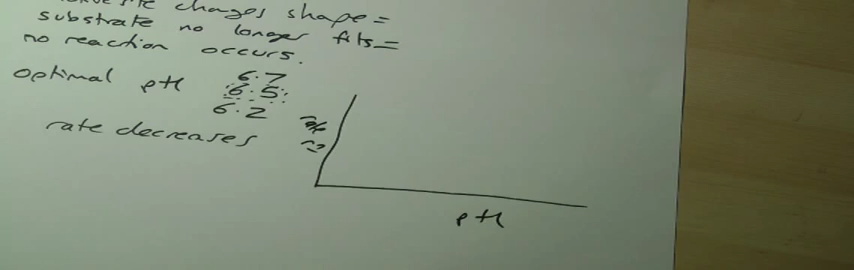 changes shape =
substrate no longer fits =
no reaction occurs.
optimal pH 6.7
6.5
6.2
rate decreases
pH